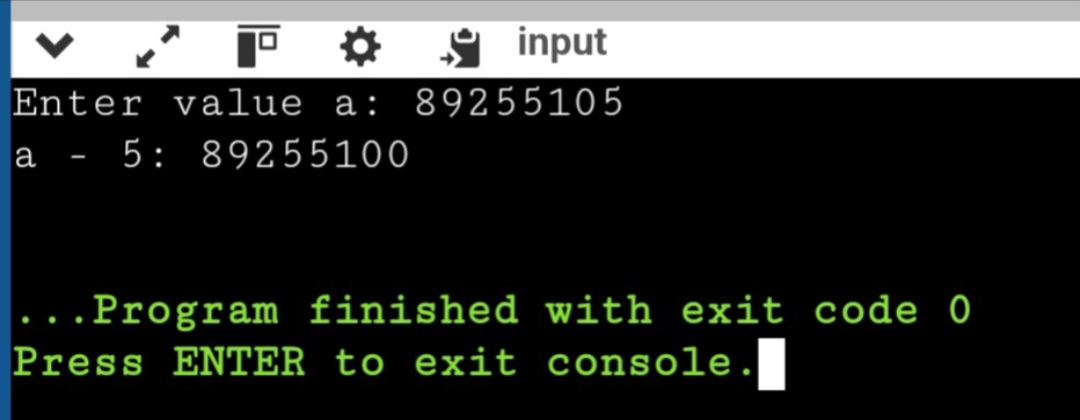 input
Enter value a: 89255105
a - 5: 89255100
...Program finished with exit code 0
Press ENTER to exit console.